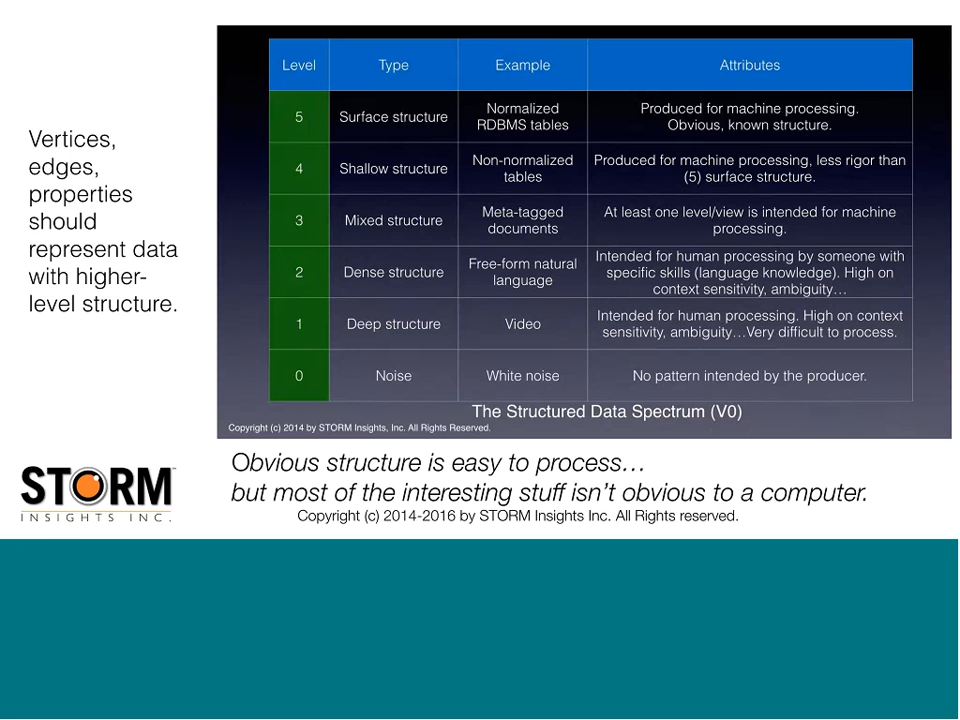 Vertices,
edges,
properties
should
represent data
with higher-
level structure.
Level Type Example Attributes
5 Surface structure Normalized RDBMS tables Produced for machine processing. Obvious, known structure.
4 Shallow structure Non-normalized tables Produced for machine processing, less rigor than (5) surface structure.
3 Mixed structure Meta-tagged documents At least one level/view is intended for machine processing.
2 Dense structure Free-form natural language Intended for human processing by someone with specific skills (language knowledge). High on context sensitivity, ambiguity…
1 Deep structure Video Intended for human processing. High on context sensitivity, ambiguity…Very difficult to process.
0 Noise White noise No pattern intended by the producer.
The Structured Data Spectrum (V0)
Copyright (c) 2014 by STORM Insights, Inc. All Rights Reserved.
STORM™
INSIGHTS INC.
Obvious structure is easy to process…
but most of the interesting stuff isn’t obvious to a computer.
Copyright (c) 2014-2016 by STORM Insights Inc. All Rights reserved.